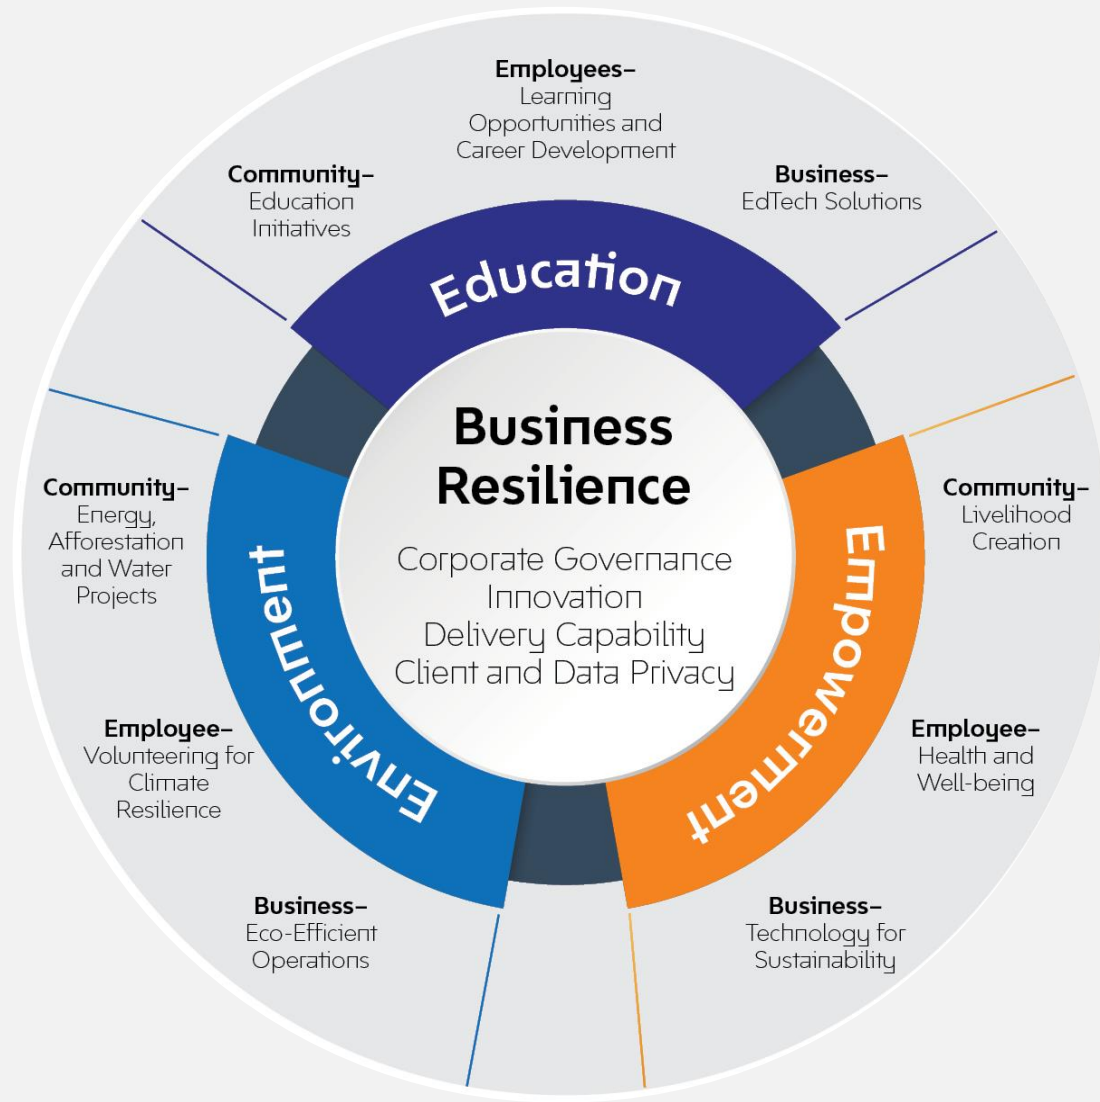 Employees–
Learning
Opportunities and
Career Development
Community–
Education
Initiatives
Business–
EdTech Solutions
Education
Business
Resilience
Corporate Governance
Innovation
Delivery Capability
Client and Data Privacy
Environment
Empowerment
Community–
Energy,
Afforestation
and Water
Projects
Employee–
Volunteering for
Climate
Resilience
Business–
Eco-Efficient
Operations
Community–
Livelihood
Creation
Employee–
Health and
Well-being
Business–
Technology for
Sustainability